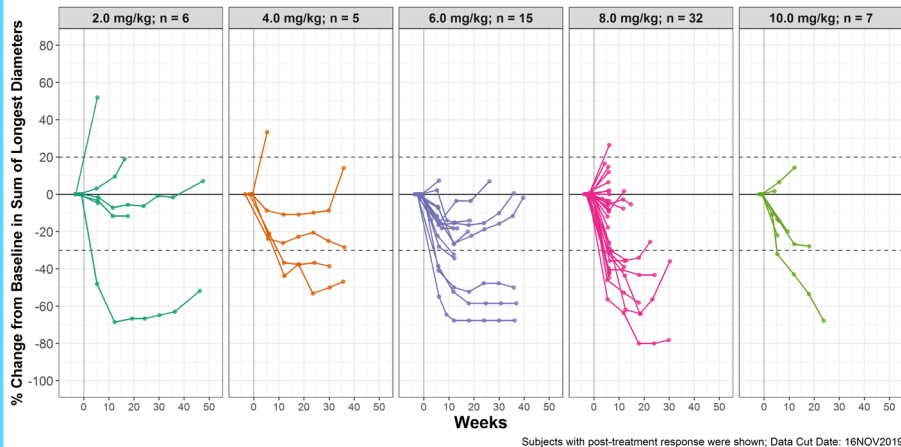 2.0 mg/kg; n = 6
4.0 mg/kg; n = 5
6.0 mg/kg; n = 15
8.0 mg/kg; n = 32
10.0 mg/kg; n = 7
% Change from Baseline in Sum of Longest Diameters
80
60
40
20
0
-20
-40
-60
-80
-100
0 10 20 30 40 50
0 10 20 30 40 50
0 10 20 30 40 50
0 10 20 30 40 50
0 10 20 30 40 50
Weeks
Subjects with post-treatment response were shown; Data Cut Date: 16NOV2019